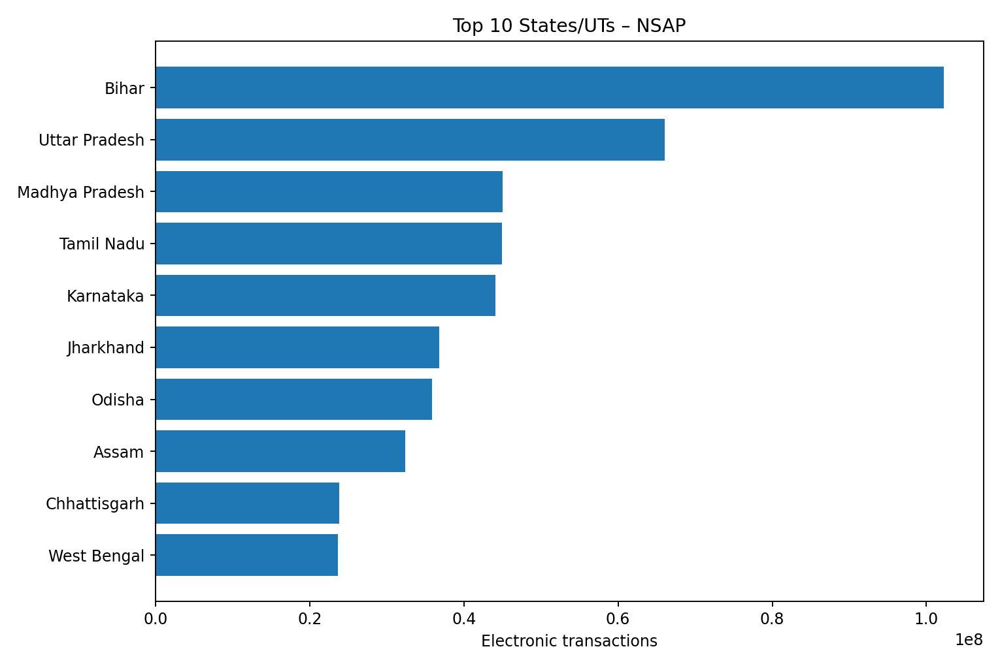 Top 10 States/UTs – NSAP
Bihar
Uttar Pradesh
Madhya Pradesh
Tamil Nadu
Karnataka
Jharkhand
Odisha
Assam
Chhattisgarh
West Bengal
0.0 0.2 0.4 0.6 0.8 1.0
Electronic transactions
1e8